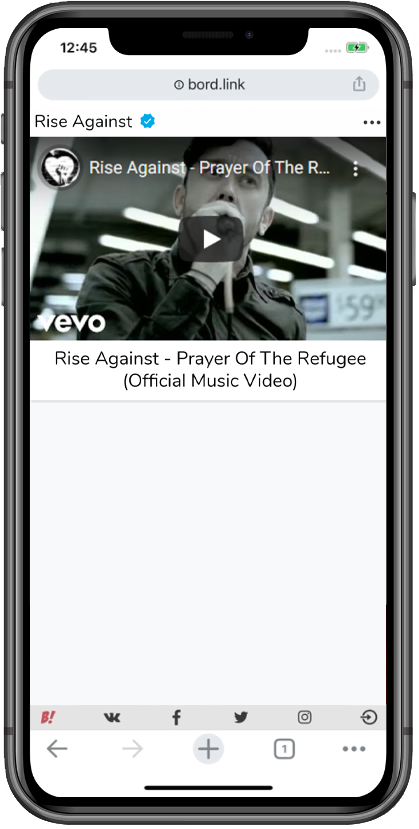 12:45
bord.link
Rise Against
Rise Against - Prayer Of The R...
$59
vevo
Rise Against - Prayer Of The Refugee
(Official Music Video)
B!
1